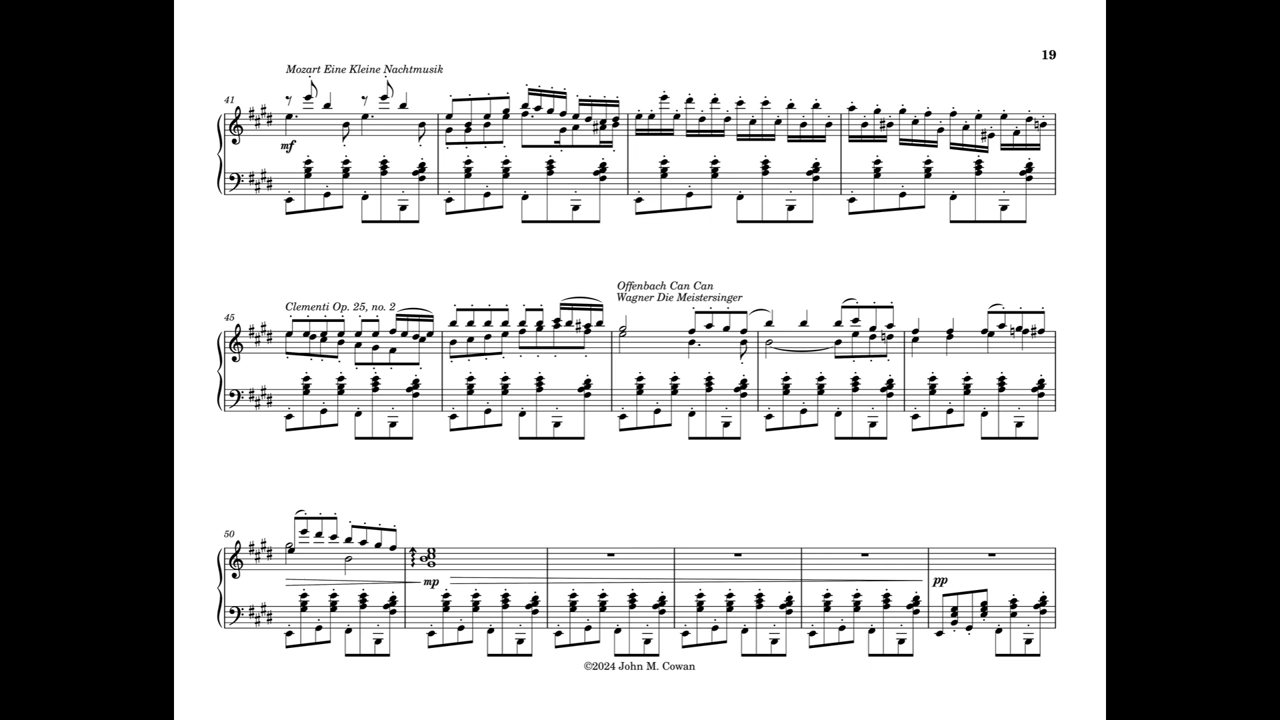 19
Mozart Eine Kleine Nachtmusik
41
mf
Clementi Op. 25, no. 2
Offenbach Can Can
Wagner Die Meistersinger
45
50
mp
pp
©2024 John M. Cowan